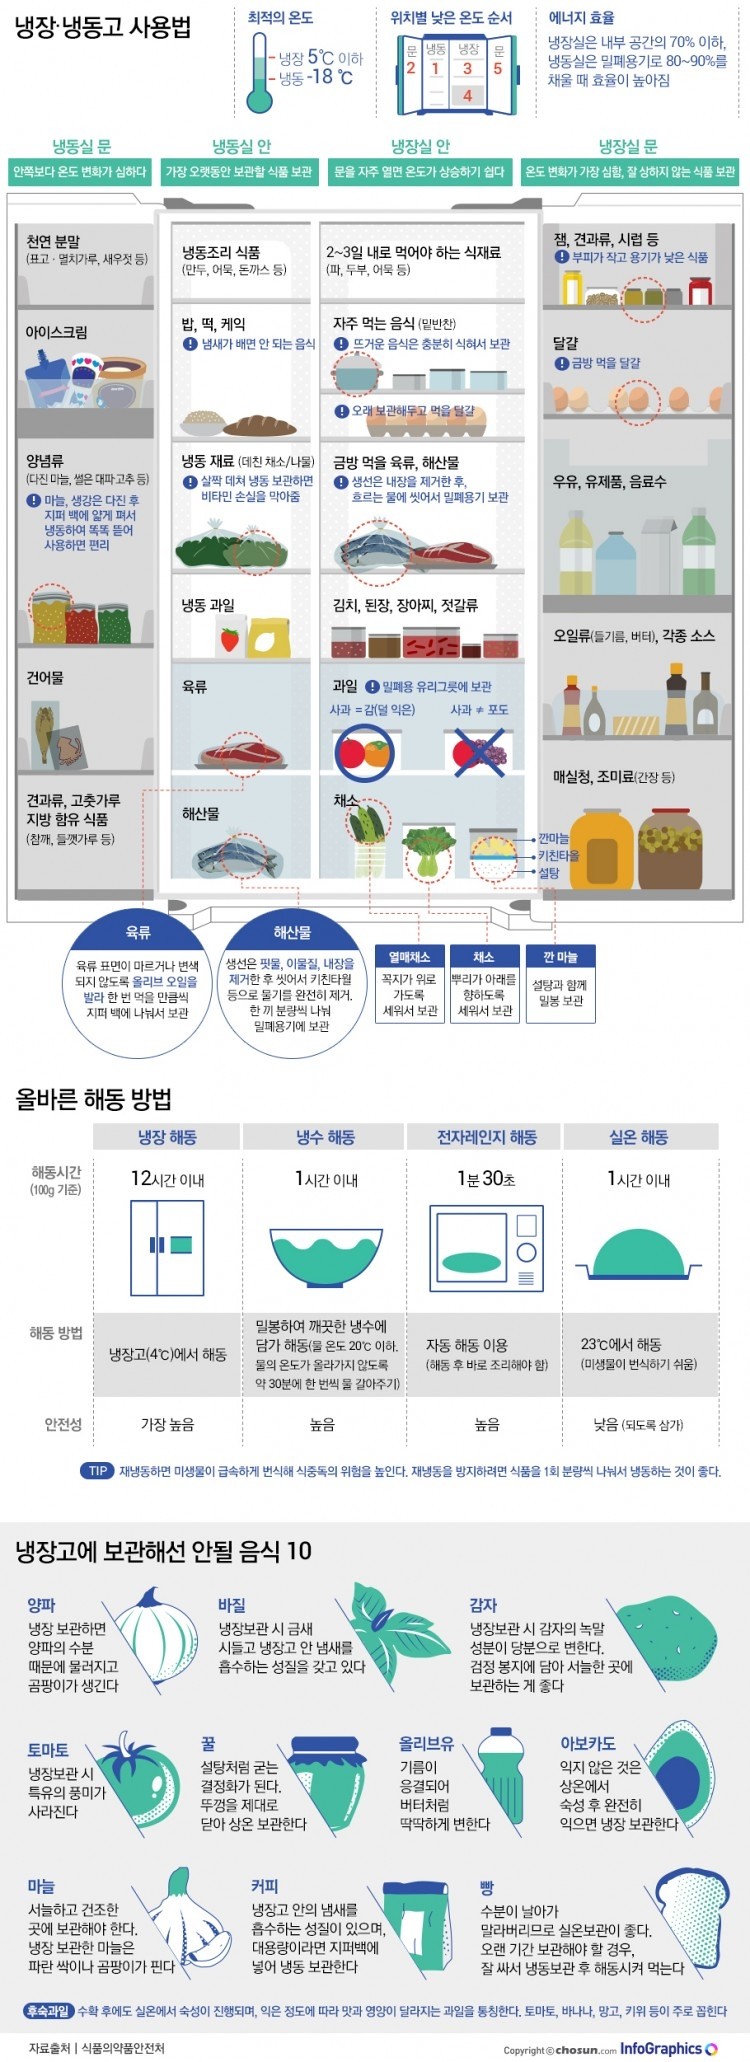 냉장·냉동고 사용법
최적의 온도
냉장 5℃ 이하
냉동 -18 ℃
위치별 낮은 온도 순서
문 냉동 냉장 문
2 1 3 5
4
에너지 효율
냉장실은 내부 공간의 70% 이하,
냉동실은 밀폐용기로 80~90%를
채울 때 효율이 높아짐
냉동실 문
안쪽보다 온도 변화가 심하다
천연 분말
(표고·멸치가루, 새우젓 등)
아이스크림
양념류
(다진 마늘, 썰은 대파·고추 등)
! 마늘, 생강은 다진 후
지퍼 백에 얇게 펴서
냉동하여 똑똑 뜯어
사용하면 편리
건어물
견과류, 고춧가루
지방 함유 식품
(참깨, 들깻가루 등)
냉동실 안
가장 오랫동안 보관할 식품 보관
냉동조리 식품
(만두, 어묵, 돈까스 등)
밥, 떡, 케익
! 냄새가 배면 안 되는 음식
냉동 재료 (데친 채소/나물)
! 살짝 데쳐 냉동 보관하면
비타민 손실을 막아줌
냉동 과일
육류
해산물
냉장실 안
문을 자주 열면 온도가 상승하기 쉽다
2~3일 내로 먹어야 하는 식재료
(파, 두부, 어묵 등)
자주 먹는 음식 (밑반찬)
! 뜨거운 음식은 충분히 식혀서 보관
! 오래 보관해두고 먹을 달걀
금방 먹을 육류, 해산물
! 생선은 내장을 제거한 후,
흐르는 물에 씻어서 밀폐용기 보관
김치, 된장, 장아찌, 젓갈류
과일 ! 밀폐용 유리그릇에 보관
사과 = 감(덜 익은)
사과 ≠ 포도
채소
깐마늘
키친타올
설탕
냉장실 문
온도 변화가 가장 심함, 잘 상하지 않는 식품 보관
잼, 견과류, 시럽 등
! 부피가 작고 용기가 낮은 식품
달걀
! 금방 먹을 달걀
우유, 유제품, 음료수
오일류(들기름, 버터), 각종 소스
매실청, 조미료(간장 등)
육류
육류 표면이 마르거나 변색
되지 않도록 올리브 오일을
발라 한 번 먹을 만큼씩
지퍼 백에 나눠서 보관
해산물
생선은 핏물, 이물질, 내장을
제거한 후 씻어서 키친타월
등으로 물기를 완전히 제거.
한 끼 분량씩 나눠
밀폐용기에 보관
열매채소
꼭지가 위로
가도록
세워서 보관
채소
뿌리가 아래를
향하도록
세워서 보관
깐 마늘
설탕과 함께
밀봉 보관
올바른 해동 방법
냉장 해동 냉수 해동 전자레인지 해동 실온 해동
해동시간
(100g 기준)
12시간 이내 1시간 이내 1분 30초 1시간 이내
해동 방법
냉장고(4℃)에서 해동
밀봉하여 깨끗한 냉수에
담가 해동(물 온도 20℃ 이하.
물의 온도가 올라가지 않도록
약 30분에 한 번씩 물 갈아주기)
자동 해동 이용
(해동 후 바로 조리해야 함)
23℃에서 해동
(미생물이 번식하기 쉬움)
안전성 가장 높음 높음 높음 낮음 (되도록 삼가)
TIP 재냉동하면 미생물이 급속하게 번식해 식중독의 위험을 높인다. 재냉동을 방지하려면 식품을 1회 분량씩 나눠서 냉동하는 것이 좋다.
냉장고에 보관해선 안될 음식 10
양파
냉장 보관하면
양파의 수분
때문에 물러지고
곰팡이가 생긴다
바질
냉장보관 시 금새
시들고 냉장고 안 냄새를
흡수하는 성질을 갖고 있다
감자
냉장보관 시 감자의 녹말
성분이 당분으로 변한다.
검정 봉지에 담아 서늘한 곳에
보관하는 게 좋다
토마토
냉장보관 시
특유의 풍미가
사라진다
꿀
설탕처럼 굳는
결정화가 된다.
뚜껑을 제대로
닫아 상온 보관한다
올리브유
기름이
응결되어
버터처럼
딱딱하게 변한다
아보카도
익지 않은 것은
상온에서
숙성 후 완전히
익으면 냉장 보관한다
마늘
서늘하고 건조한
곳에 보관해야 한다.
냉장 보관한 마늘은
파란 싹이나 곰팡이가 핀다
커피
냉장고 안의 냄새를
흡수하는 성질이 있으며,
대용량이라면 지퍼백에
넣어 냉동 보관한다
빵
수분이 날아가
말라버리므로 실온보관이 좋다.
오랜 기간 보관해야 할 경우,
잘 싸서 냉동보관 후 해동시켜 먹는다
후숙과일 수확 후에도 실온에서 숙성이 진행되며, 익은 정도에 따라 맛과 영양이 달라지는 과일을 통칭한다. 토마토, 바나나, 망고, 키위 등이 주로 꼽힌다
자료출처 | 식품의약품안전처
Copyright ⓒ chosun.com InfoGraphics